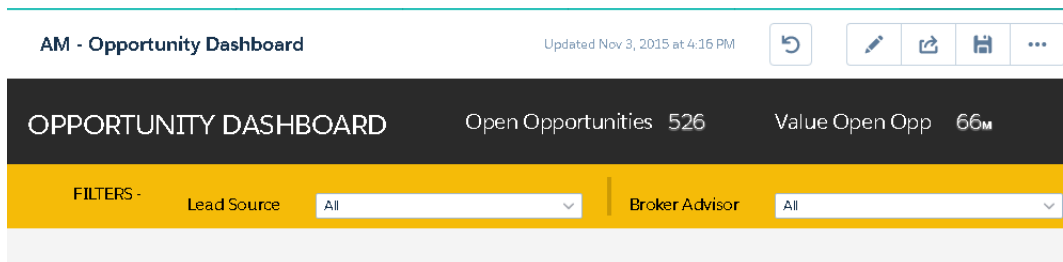 AM - Opportunity Dashboard Updated Nov 3, 2015 at 4:16 PM
OPPORTUNITY DASHBOARD Open Opportunities 526 Value Open Opp 66M
FILTERS - Lead Source All Broker Advisor All